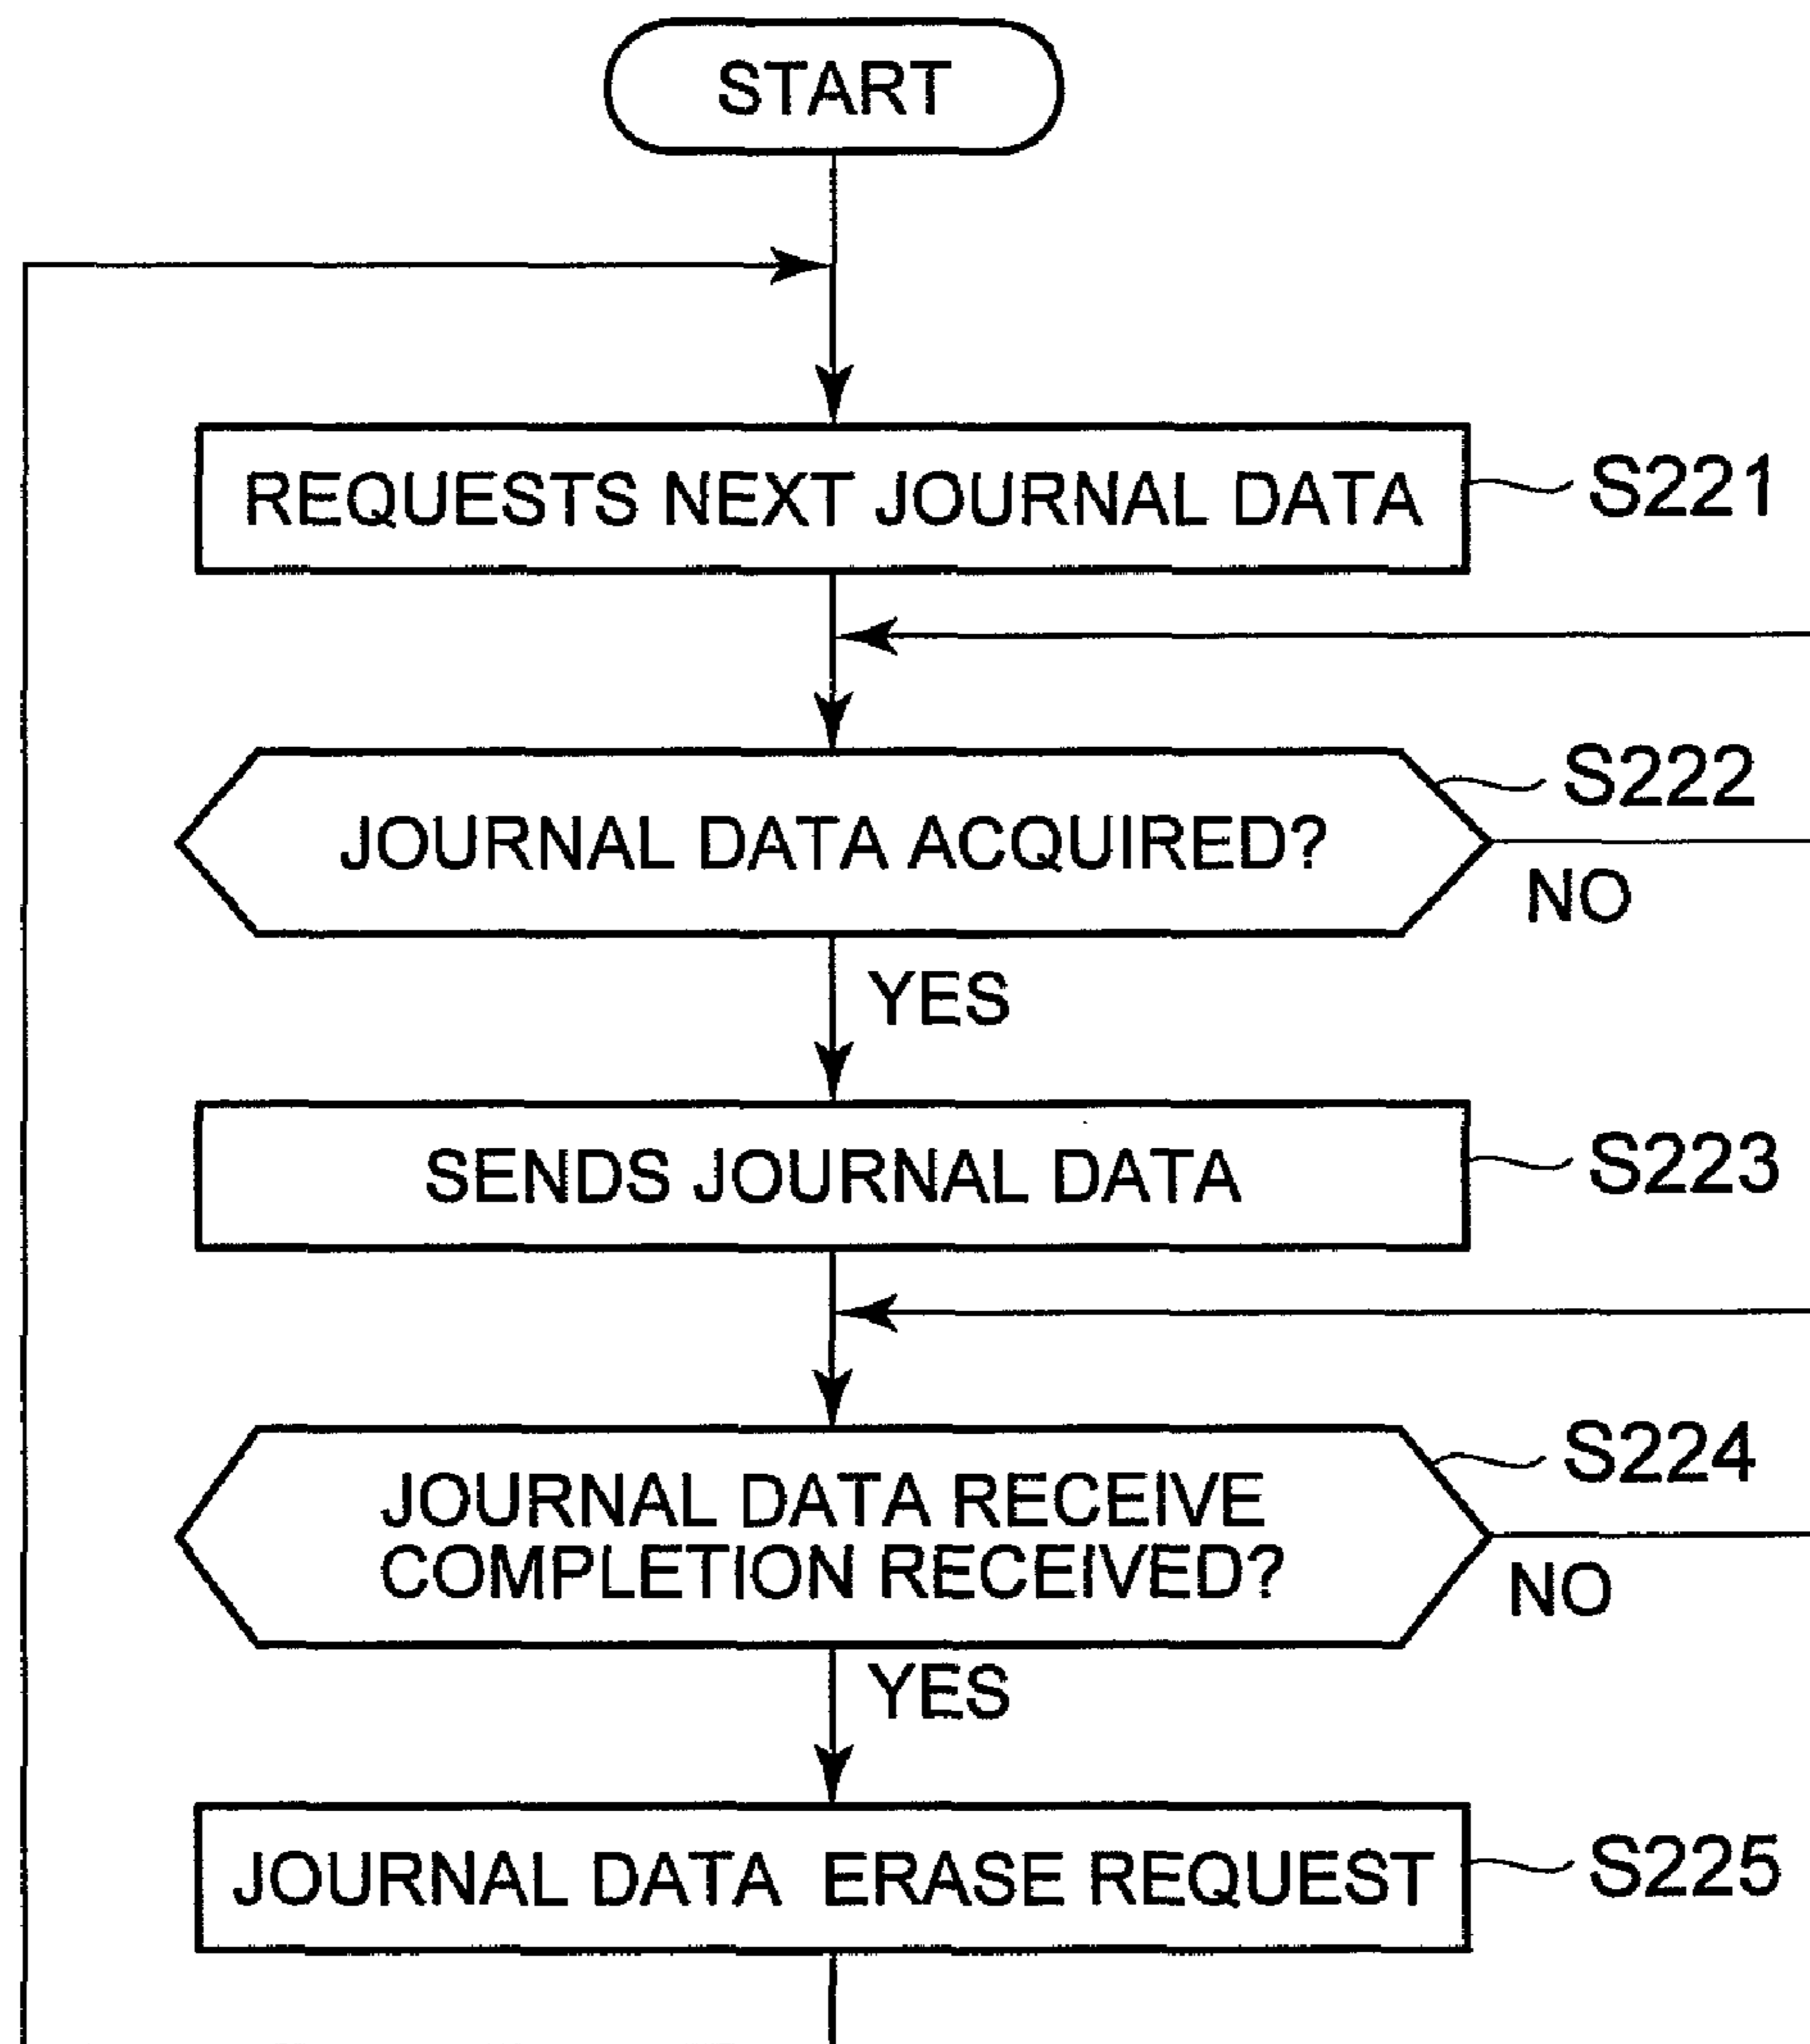 START
REQUESTS NEXT JOURNAL DATA
S221
S222
JOURNAL DATA ACQUIRED?
NO
YES
SENDS JOURNAL DATA
S223
S224
JOURNAL DATA RECEIVE
COMPLETION RECEIVED?
NO
YES
JOURNAL DATA ERASE REQUEST
S225